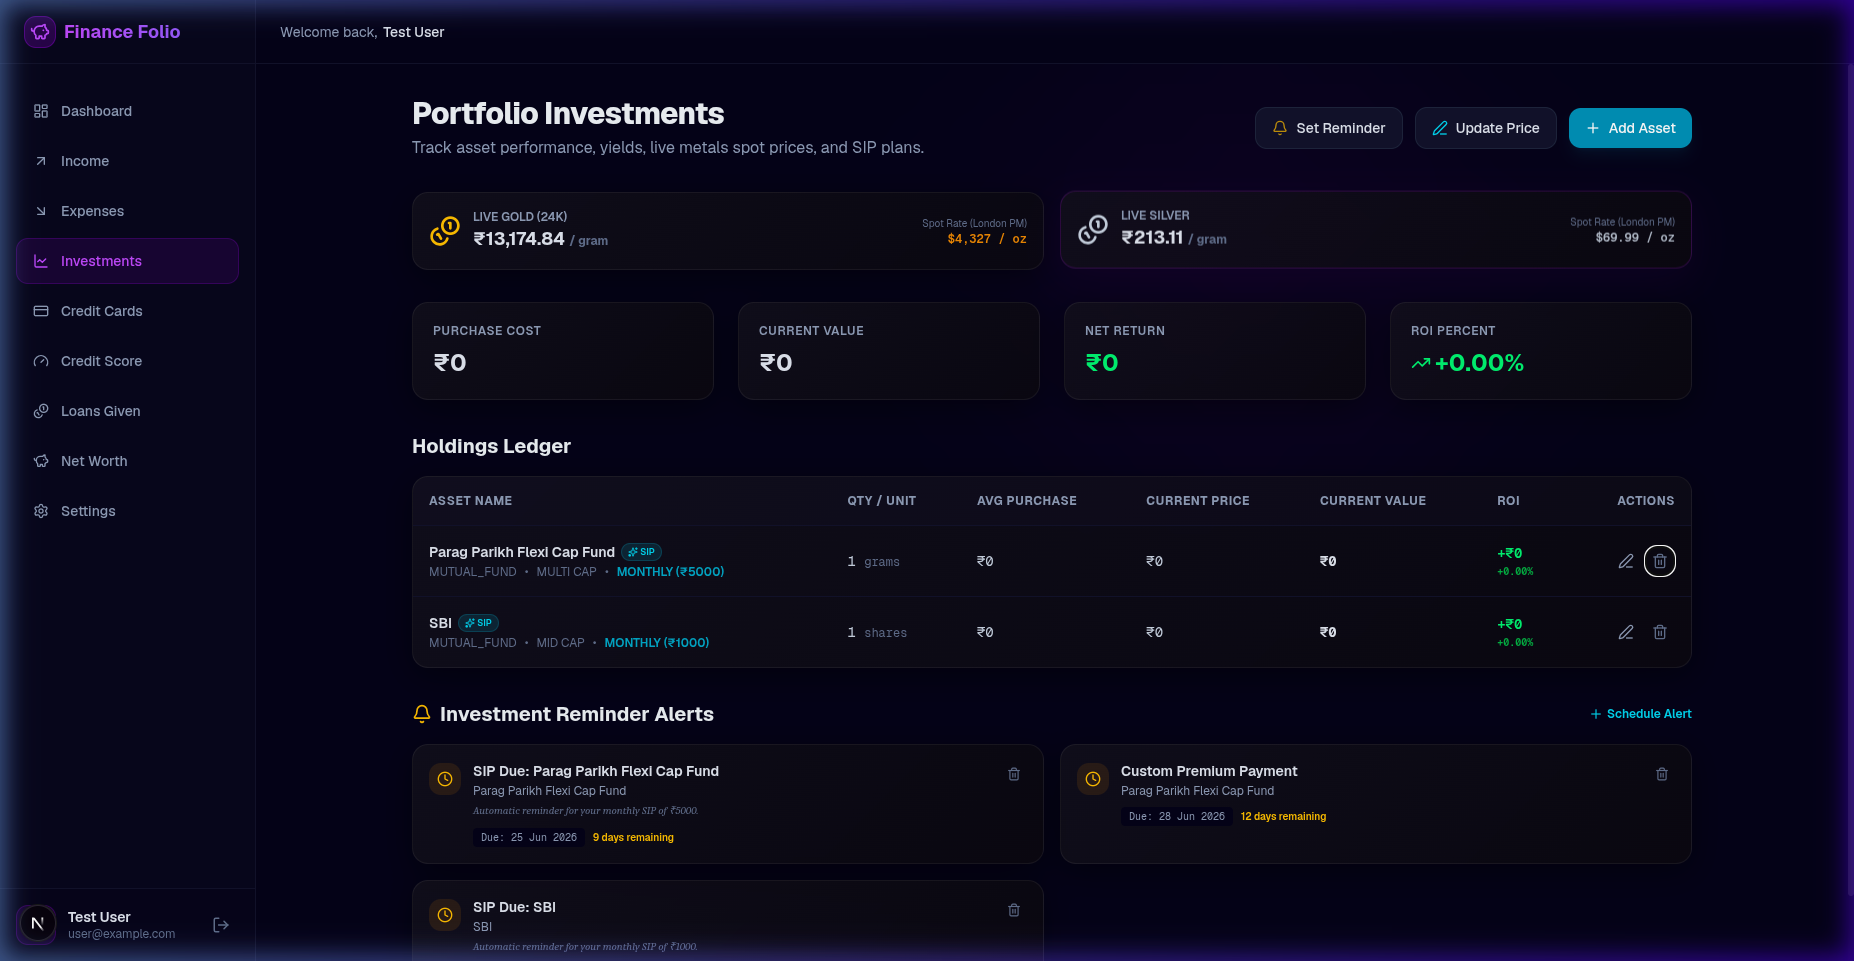 Finance Folio
Welcome back, Test User
Dashboard
Income
Expenses
Investments
Credit Cards
Credit Score
Loans Given
Net Worth
Settings
Portfolio Investments
Track asset performance, yields, live metals spot prices, and SIP plans.
Set Reminder
Update Price
Add Asset
LIVE GOLD (24K)
₹13,174.84 / gram
Spot Rate (London PM)
$4,327 / oz
LIVE SILVER
₹213.11 / gram
Spot Rate (London PM)
$69.99 / oz
PURCHASE COST
₹0
CURRENT VALUE
₹0
NET RETURN
₹0
ROI PERCENT
+0.00%
Holdings Ledger
ASSET NAME QTY / UNIT AVG PURCHASE CURRENT PRICE CURRENT VALUE ROI ACTIONS
Parag Parikh Flexi Cap Fund SIP
MUTUAL_FUND • MULTI CAP • MONTHLY (₹5000)
1 grams ₹0 ₹0 ₹0
+₹0
+0.00%
SBI SIP
MUTUAL_FUND • MID CAP • MONTHLY (₹1000)
1 shares ₹0 ₹0 ₹0
+₹0
+0.00%
Investment Reminder Alerts
+ Schedule Alert
SIP Due: Parag Parikh Flexi Cap Fund
Parag Parikh Flexi Cap Fund
Automatic reminder for your monthly SIP of ₹5000.
Due: 25 Jun 2026 9 days remaining
Custom Premium Payment
Parag Parikh Flexi Cap Fund
Due: 28 Jun 2026 12 days remaining
SIP Due: SBI
SBI
Automatic reminder for your monthly SIP of ₹1000.
N
Test User
user@example.com